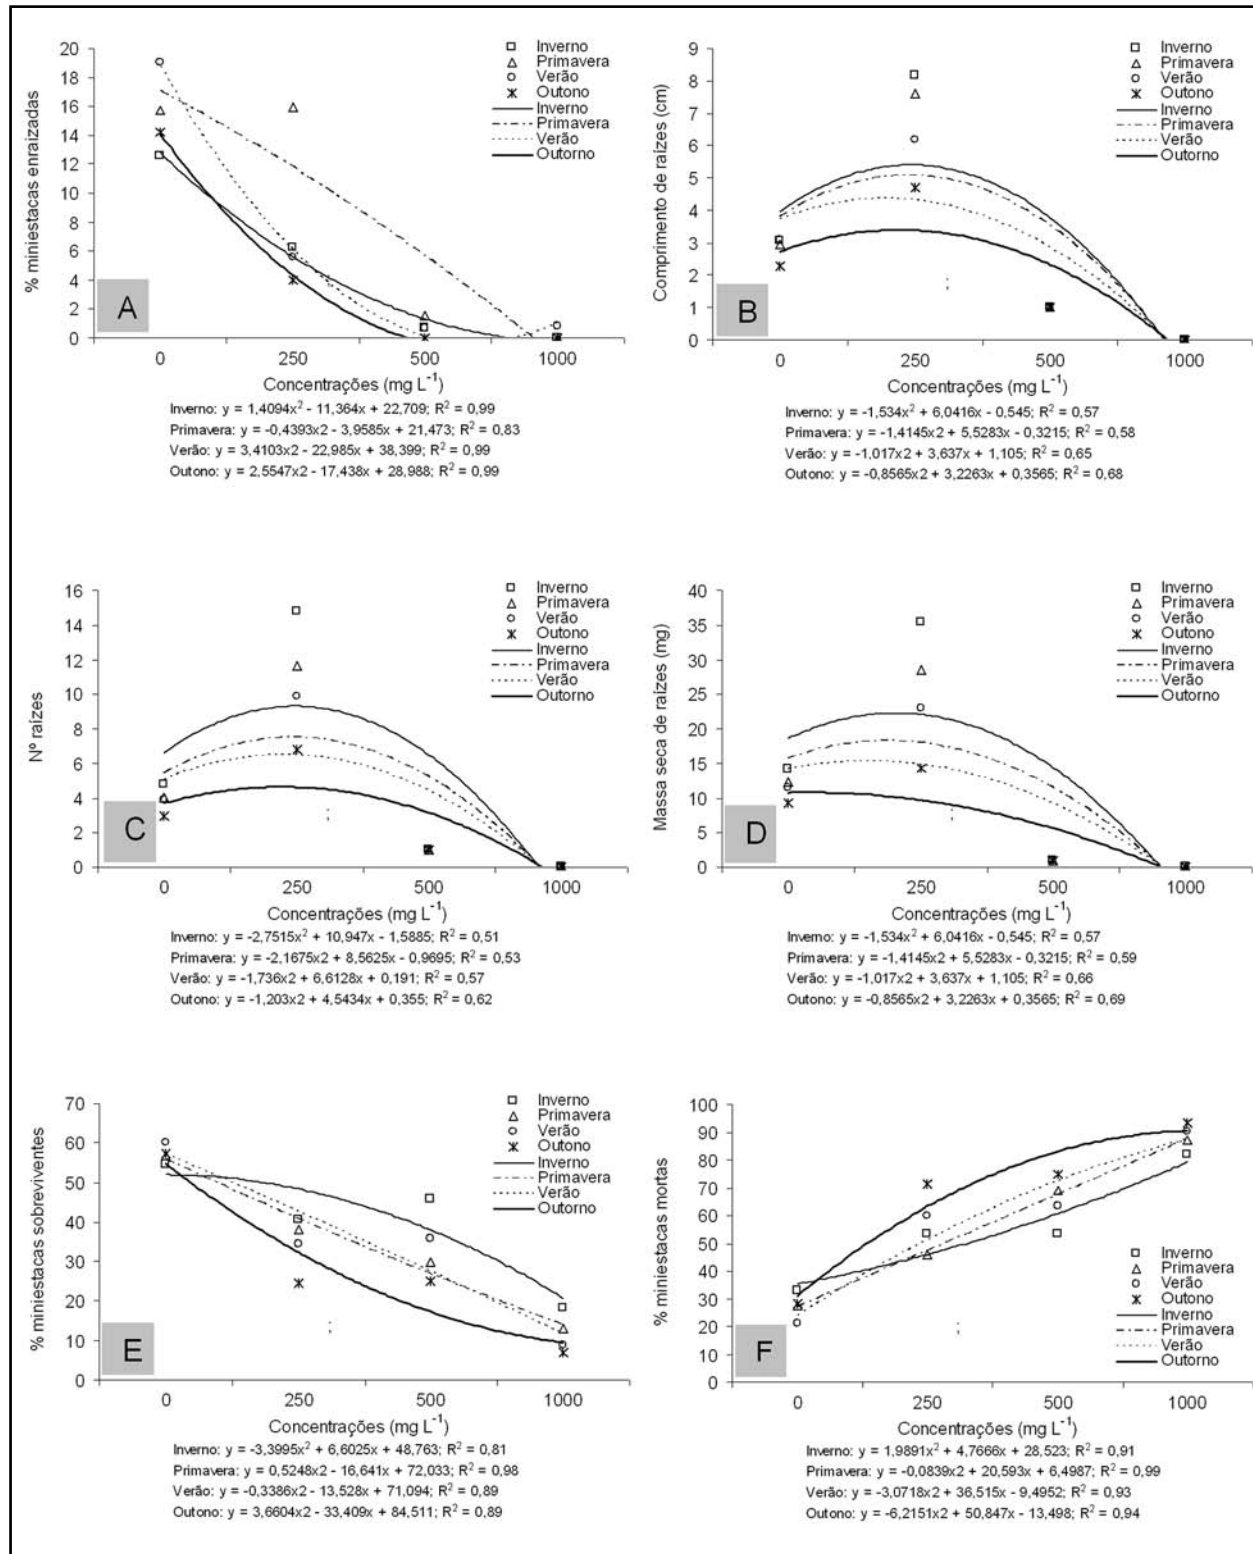 20
18
16
14
12
10
8
6
4
2
0
% miniestacas enraizadas
Inverno
Primavera
Verão
Outono
Inverno
Primavera
Verão
Outorno
A
0 250 500 1000
Concentrações (mg L⁻¹)
Inverno: y = 1,4094x² - 11,364x + 22,709; R² = 0,99
Primavera: y = -0,4393x2 - 3,9585x + 21,473; R² = 0,83
Verão: y = 3,4103x2 - 22,985x + 38,399; R² = 0,99
Outono: y = 2,5547x2 - 17,438x + 28,988; R² = 0,99
9
8
7
6
5
4
3
2
1
0
Comprimento de raízes (cm)
Inverno
Primavera
Verão
Outono
Inverno
Primavera
Verão
Outorno
B
0 250 500 1000
Concentrações (mg L⁻¹)
Inverno: y = -1,534x² + 6,0416x - 0,545; R² = 0,57
Primavera: y = -1,4145x2 + 5,5283x - 0,3215; R² = 0,58
Verão: y = -1,017x2 + 3,637x + 1,105; R² = 0,65
Outono: y = -0,8565x2 + 3,2263x + 0,3565; R² = 0,68
16
14
12
10
8
6
4
2
0
Nº raízes
Inverno
Primavera
Verão
Outono
Inverno
Primavera
Verão
Outorno
C
0 250 500 1000
Concentrações (mg L⁻¹)
Inverno: y = -2,7515x² + 10,947x - 1,5885; R² = 0,51
Primavera: y = -2,1675x2 + 8,5625x - 0,9695; R² = 0,53
Verão: y = -1,736x2 + 6,6128x + 0,191; R² = 0,57
Outono: y = -1,203x2 + 4,5434x + 0,355; R² = 0,62
40
35
30
25
20
15
10
5
0
Massa seca de raízes (mg)
Inverno
Primavera
Verão
Outono
Inverno
Primavera
Verão
Outorno
D
0 250 500 1000
Concentrações (mg L⁻¹)
Inverno: y = -1,534x² + 6,0416x - 0,545; R² = 0,57
Primavera: y = -1,4145x2 + 5,5283x - 0,3215; R² = 0,59
Verão: y = -1,017x2 + 3,637x + 1,105; R² = 0,66
Outono: y = -0,8565x2 + 3,2263x + 0,3565; R² = 0,69
70
60
50
40
30
20
10
0
% miniestacas sobreviventes
Inverno
Primavera
Verão
Outono
Inverno
Primavera
Verão
Outorno
E
0 250 500 1000
Concentrações (mg L⁻¹)
Inverno: y = -3,3995x² + 6,6025x + 48,763; R² = 0,81
Primavera: y = 0,5248x2 - 16,641x + 72,033; R² = 0,98
Verão: y = -0,3386x2 - 13,528x + 71,094; R² = 0,89
Outono: y = 3,6604x2 - 33,409x + 84,511; R² = 0,89
100
90
80
70
60
50
40
30
20
10
0
% miniestacas mortas
Inverno
Primavera
Verão
Outono
Inverno
Primavera
Verão
Outorno
F
0 250 500 1000
Concentrações (mg L⁻¹)
Inverno: y = 1,9891x² + 4,7666x + 28,523; R² = 0,91
Primavera: y = -0,0839x2 + 20,593x + 6,4987; R² = 0,99
Verão: y = -3,0718x2 + 36,515x - 9,4952; R² = 0,93
Outono: y = -6,2151x2 + 50,847x - 13,498; R² = 0,94